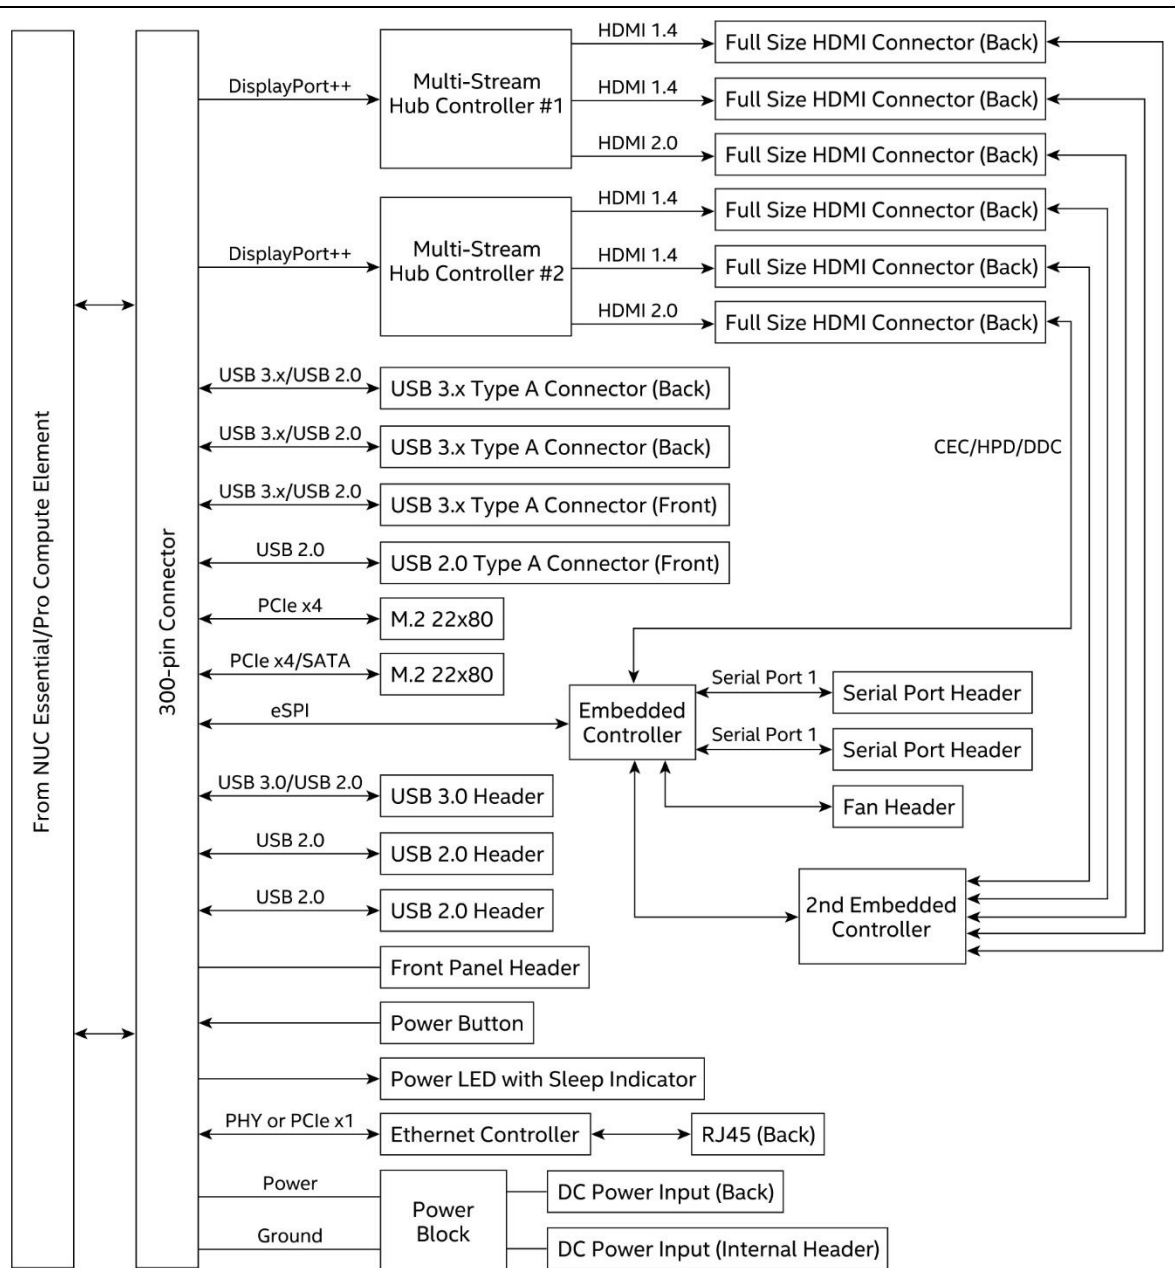 HDMI 1.4
Full Size HDMI Connector (Back)
DisplayPort++
Multi-Stream
Hub Controller #1
HDMI 1.4
Full Size HDMI Connector (Back)
HDMI 2.0
Full Size HDMI Connector (Back)
HDMI 1.4
Full Size HDMI Connector (Back)
DisplayPort++
Multi-Stream
Hub Controller #2
HDMI 1.4
Full Size HDMI Connector (Back)
HDMI 2.0
Full Size HDMI Connector (Back)
USB 3.x/USB 2.0
USB 3.x Type A Connector (Back)
USB 3.x/USB 2.0
USB 3.x Type A Connector (Back)
CEC/HPD/DDC
USB 3.x/USB 2.0
USB 3.x Type A Connector (Front)
USB 2.0
USB 2.0 Type A Connector (Front)
From NUC Essential/Pro Compute Element
300-pin Connector
PCIe x4
M.2 22x80
PCIe x4/SATA
M.2 22x80
eSPI
Embedded
Controller
Serial Port 1
Serial Port Header
Serial Port 1
Serial Port Header
Fan Header
USB 3.0/USB 2.0
USB 3.0 Header
USB 2.0
USB 2.0 Header
USB 2.0
USB 2.0 Header
2nd Embedded
Controller
Front Panel Header
Power Button
Power LED with Sleep Indicator
PHY or PCIe x1
Ethernet Controller
RJ45 (Back)
Power
Ground
Power
Block
DC Power Input (Back)
DC Power Input (Internal Header)